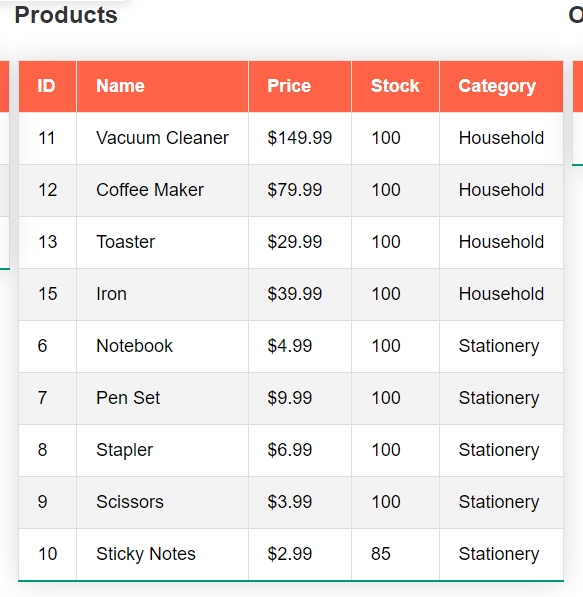 Products
ID Name Price Stock Category
11 Vacuum Cleaner $149.99 100 Household
12 Coffee Maker $79.99 100 Household
13 Toaster $29.99 100 Household
15 Iron $39.99 100 Household
6 Notebook $4.99 100 Stationery
7 Pen Set $9.99 100 Stationery
8 Stapler $6.99 100 Stationery
9 Scissors $3.99 100 Stationery
10 Sticky Notes $2.99 85 Stationery